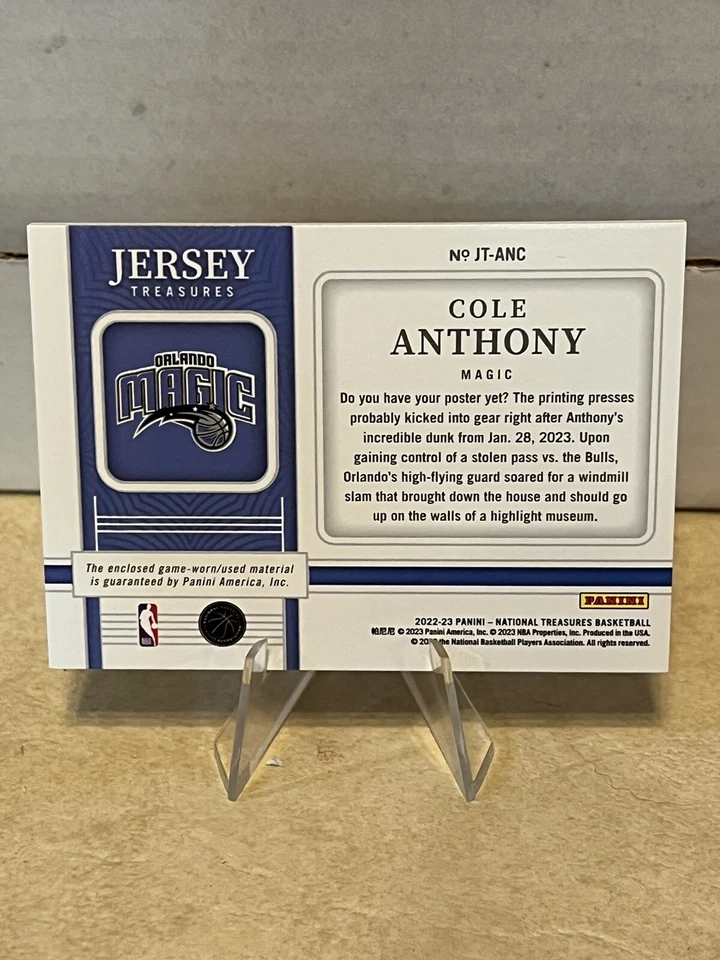 JERSEY
TREASURES
ORLANDO
MAGIC
The enclosed game-worn/used material
is guaranteed by Panini America, Inc.
NBA
Nº JT-ANC
COLE
ANTHONY
MAGIC
Do you have your poster yet? The printing presses
probably kicked into gear right after Anthony's
incredible dunk from Jan. 28, 2023. Upon
gaining control of a stolen pass vs. the Bulls,
Orlando's high-flying guard soared for a windmill
slam that brought down the house and should go
up on the walls of a highlight museum.
PANINI
2022-23 PANINI – NATIONAL TREASURES BASKETBALL
帕尼尼 © 2023 Panini America, Inc. © 2023 NBA Properties, Inc. Produced in the USA.
© the National Basketball Players Association. All rights reserved.